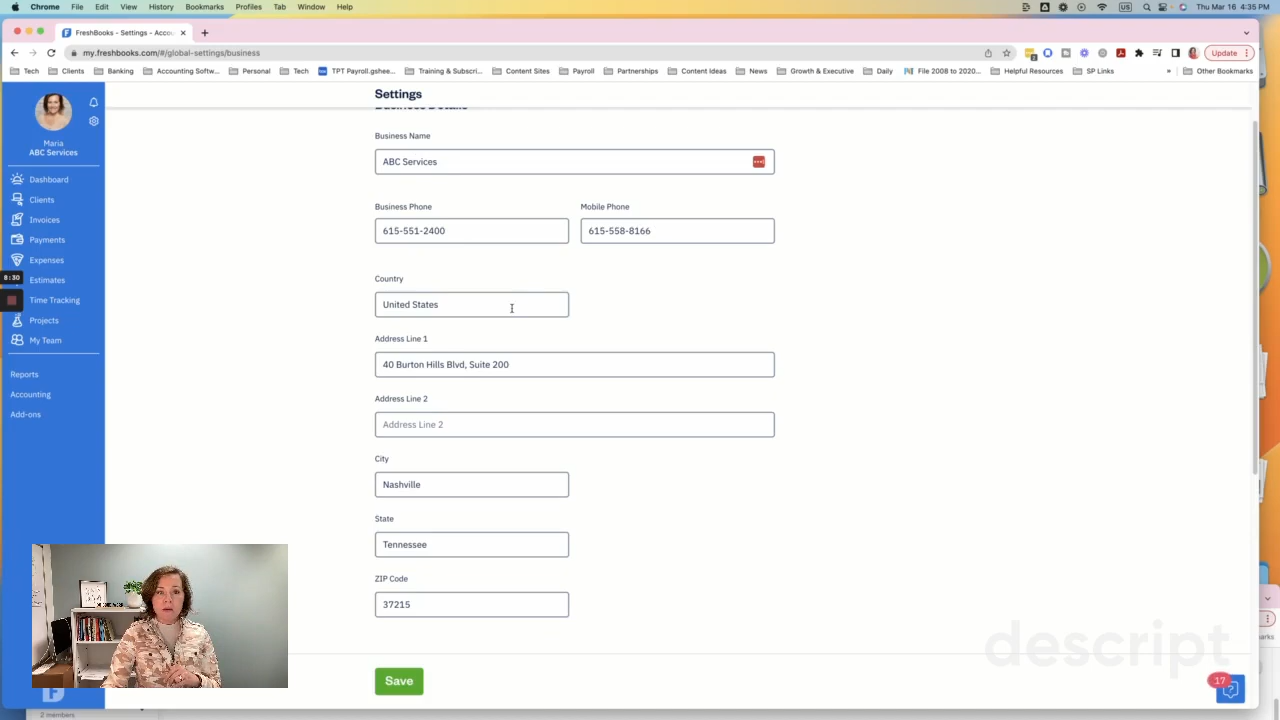 Chrome File Edit View History Bookmarks Profiles Tab Window Help
US
Thu Mar 16 4:35 PM
FreshBooks - Settings - Accou
my.freshbooks.com/#/global-settings/business
Update
Tech Clients Banking Accounting Softw... Personal Tech TPT Payroll.gshee... Training & Subscri... Content Sites Payroll Partnerships Content Ideas News Growth & Executive Daily File 2008 to 2020... Helpful Resources SP Links » Other Bookmarks
Settings
Business Details
Maria
ABC Services
Dashboard
Clients
Invoices
Payments
Expenses
8:30
Estimates
Time Tracking
Projects
My Team
Reports
Accounting
Add-ons
Business Name
ABC Services
Business Phone
Mobile Phone
615-551-2400
615-558-8166
Country
United States
Address Line 1
40 Burton Hills Blvd, Suite 200
Address Line 2
Address Line 2
City
Nashville
State
Tennessee
ZIP Code
37215
Save
descript
17
2 members